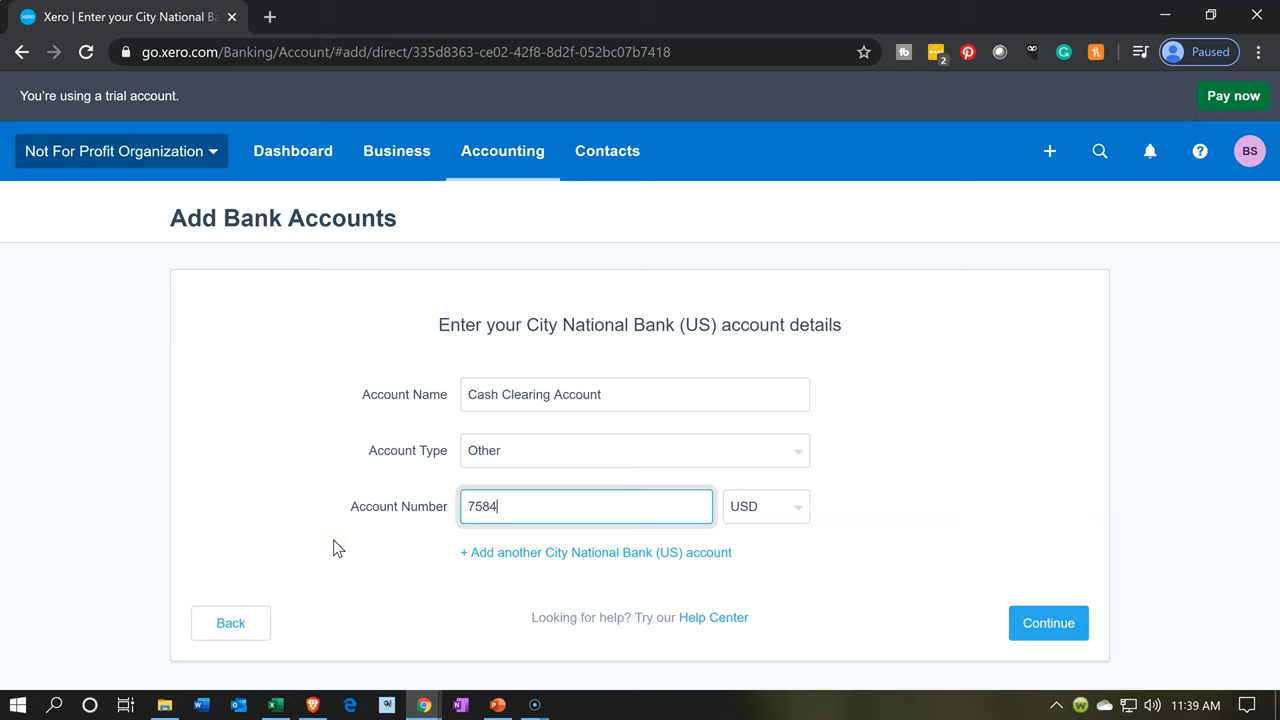 Xero | Enter your City National Ba
go.xero.com/Banking/Account/#add/direct/335d8363-ce02-42f8-8d2f-052bc07b7418
2
Paused
You're using a trial account.
Pay now
Not For Profit Organization
Dashboard
Business
Accounting
Contacts
BS
Add Bank Accounts
Enter your City National Bank (US) account details
Account Name
Cash Clearing Account
Account Type
Other
Account Number
7584
USD
+ Add another City National Bank (US) account
Back
Looking for help? Try our Help Center
Continue
11:39 AM